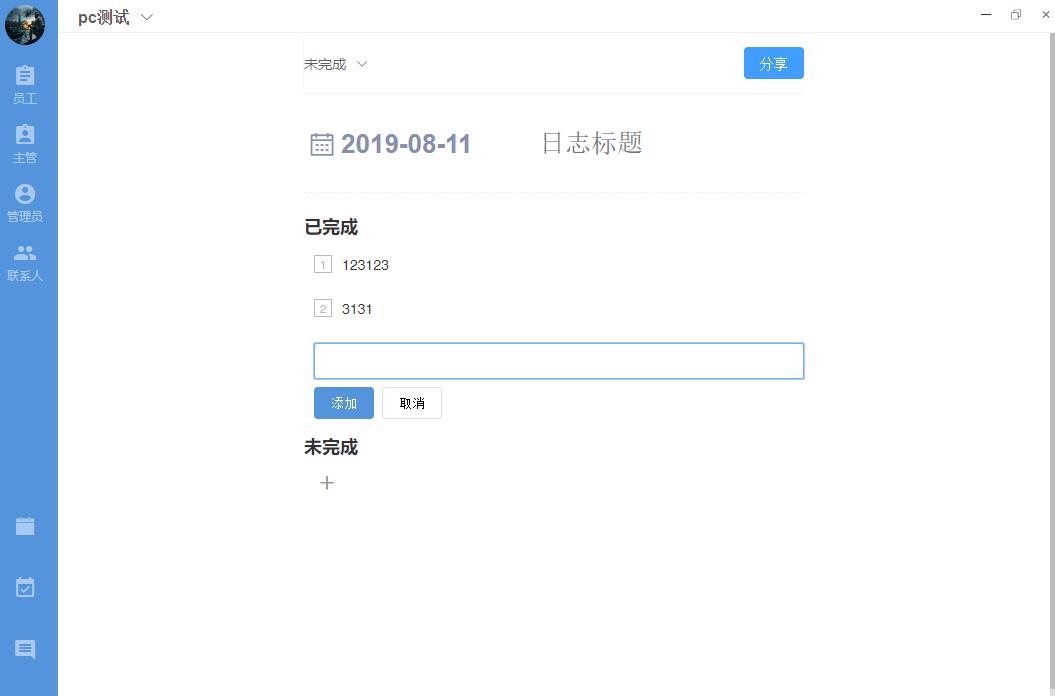 pc测试
员工
主管
管理员
联系人
未完成
分享
2019-08-11 日志标题
已完成
1 123123
2 3131
添加 取消
未完成